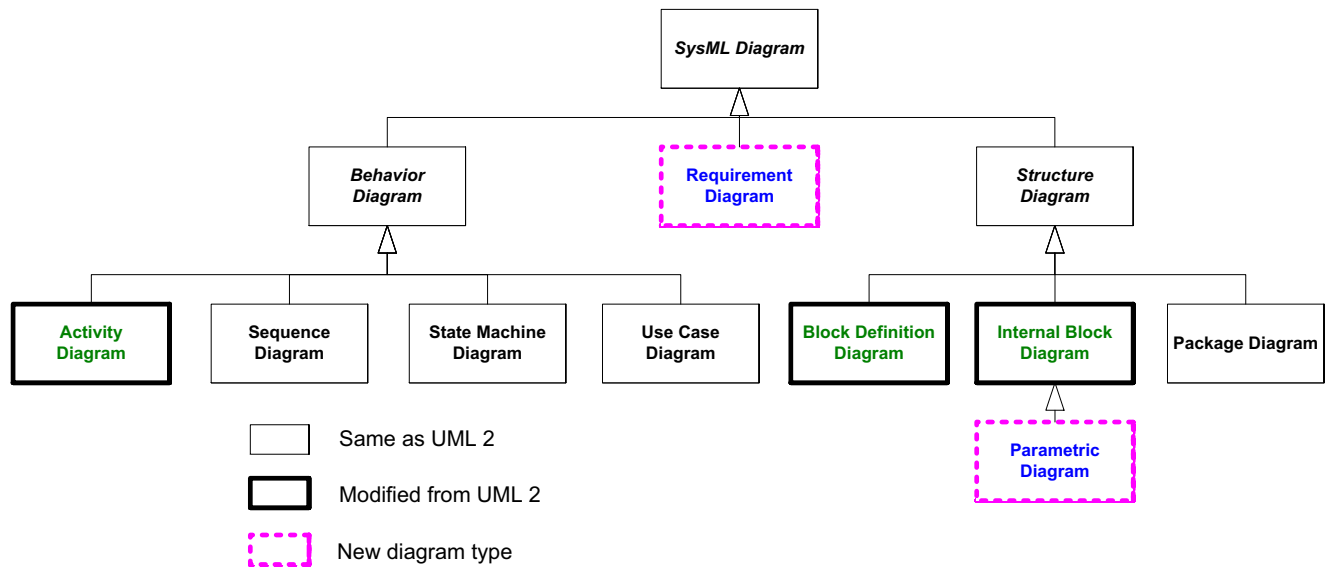 SysML Diagram
Behavior
Diagram
Requirement
Diagram
Structure
Diagram
Activity
Diagram
Sequence
Diagram
State Machine
Diagram
Use Case
Diagram
Block Definition
Diagram
Internal Block
Diagram
Package Diagram
Parametric
Diagram
Same as UML 2
Modified from UML 2
New diagram type